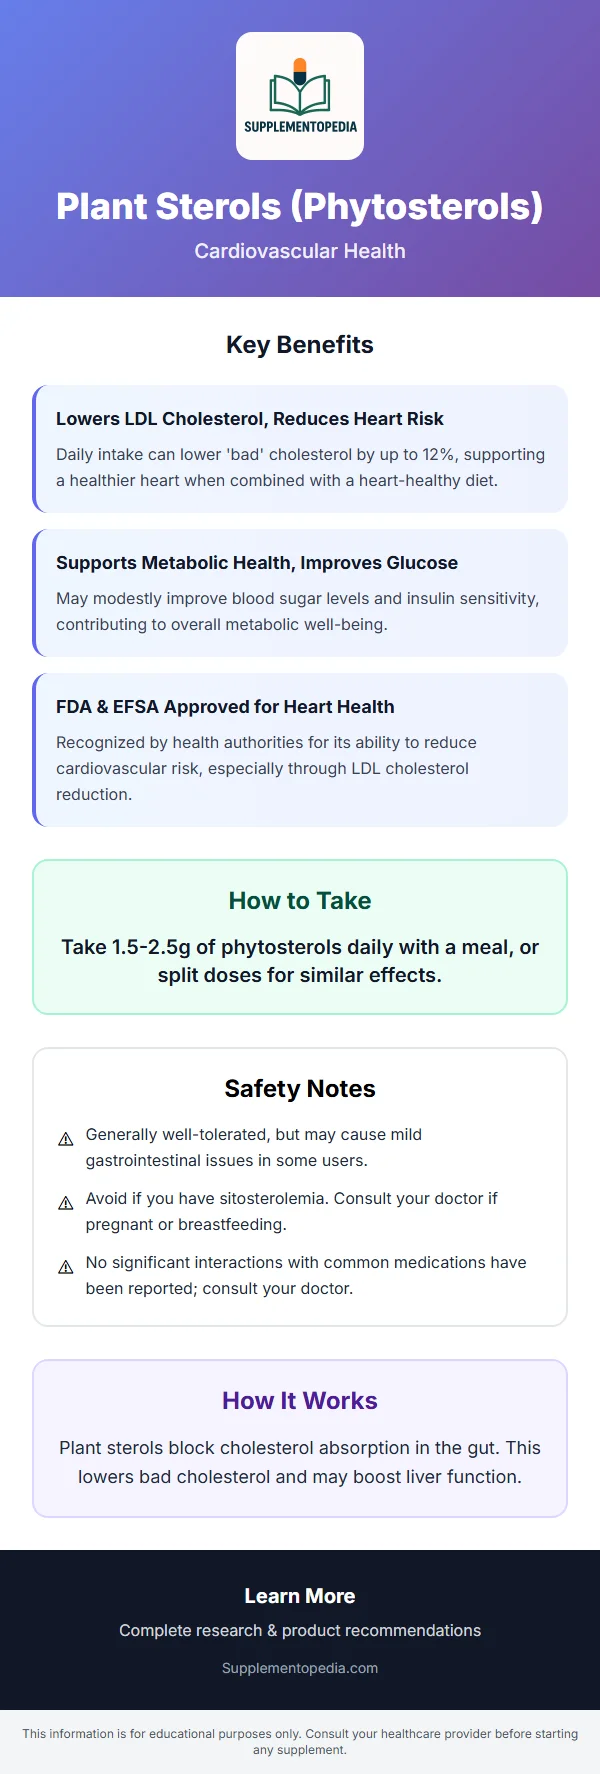 SUPPLEMENTOPEDIA
Plant Sterols (Phytosterols)
Cardiovascular Health
Key Benefits
Lowers LDL Cholesterol, Reduces Heart Risk
Daily intake can lower 'bad' cholesterol by up to 12%, supporting
a healthier heart when combined with a heart-healthy diet.
Supports Metabolic Health, Improves Glucose
May modestly improve blood sugar levels and insulin sensitivity,
contributing to overall metabolic well-being.
FDA & EFSA Approved for Heart Health
Recognized by health authorities for its ability to reduce
cardiovascular risk, especially through LDL cholesterol
reduction.
How to Take
Take 1.5-2.5g of phytosterols daily with a meal, or
split doses for similar effects.
Safety Notes
⚠ Generally well-tolerated, but may cause mild
gastrointestinal issues in some users.
⚠ Avoid if you have sitosterolemia. Consult your doctor if
pregnant or breastfeeding.
⚠ No significant interactions with common medications have
been reported; consult your doctor.
How It Works
Plant sterols block cholesterol absorption in the gut. This
lowers bad cholesterol and may boost liver function.
Learn More
Complete research & product recommendations
Supplementopedia.com
This information is for educational purposes only. Consult your healthcare provider before starting
any supplement.